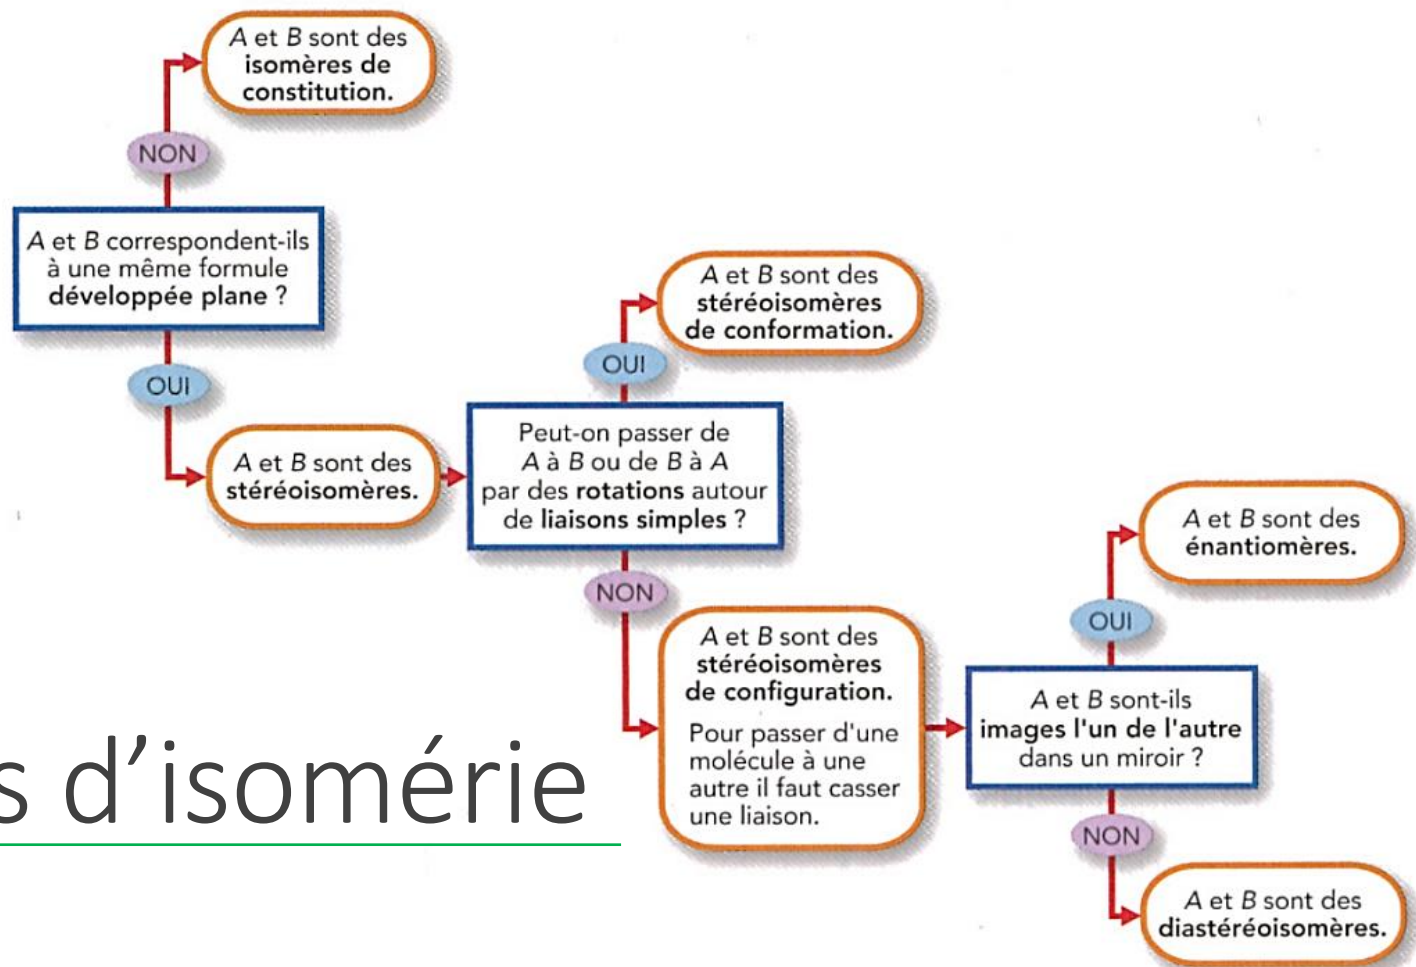 A et B sont des
isomères de
constitution.
NON
A et B correspondent-ils
à une même formule
développée plane ?
OUI
A et B sont des
stéréoisomères.
Peut-on passer de
A à B ou de B à A
par des rotations autour
de liaisons simples ?
OUI
A et B sont des
stéréoisomères
de conformation.
NON
A et B sont des
stéréoisomères
de configuration.
Pour passer d'une
molécule à une
autre il faut casser
une liaison.
A et B sont-ils
images l'un de l'autre
dans un miroir ?
OUI
A et B sont des
énantiomères.
NON
A et B sont des
diastéréoisomères.
s d’isomérie